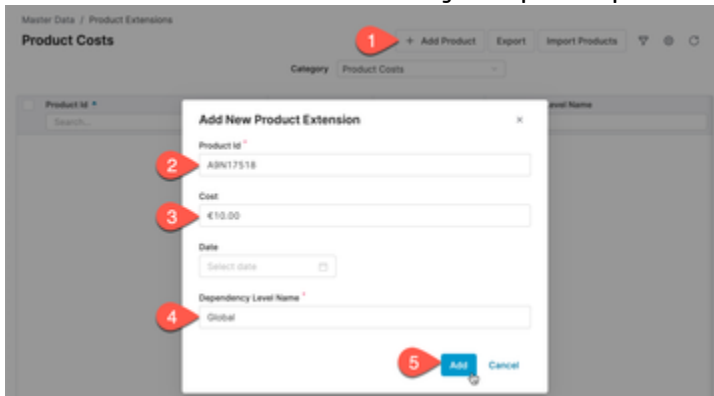 Master Data / Product Extensions
Product Costs
1
+ Add Product
Export
Import Products
Category
Product Costs
Product Id *
Level Name
Search...
Add New Product Extension
Product Id *
2
A9N17518
Cost
3
€10.00
Date
Select date
Dependency Level Name *
4
Global
5
Add
Cancel